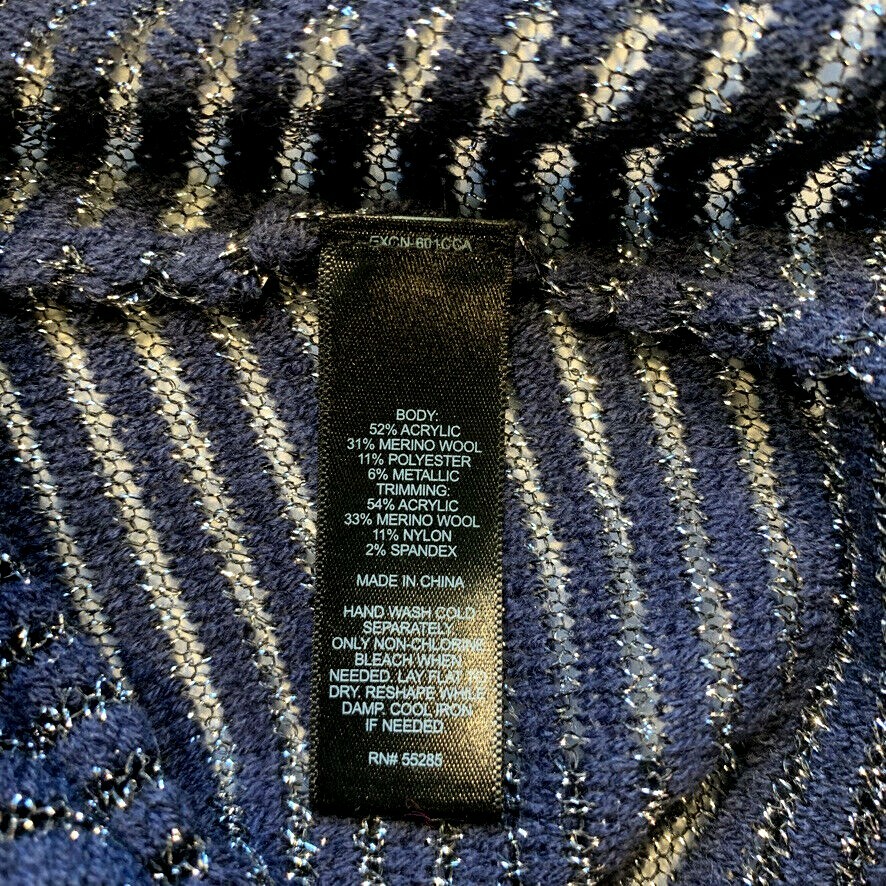 EXCN-601CCA
BODY:
52% ACRYLIC
31% MERINO WOOL
11% POLYESTER
6% METALLIC
TRIMMING:
54% ACRYLIC
33% MERINO WOOL
11% NYLON
2% SPANDEX
MADE IN CHINA
HAND WASH COLD
SEPARATELY
ONLY NON-CHLORINE
BLEACH WHEN
NEEDED. LAY FLAT TO
DRY. RESHAPE WHILE
DAMP. COOL IRON
IF NEEDED.
RN# 55285